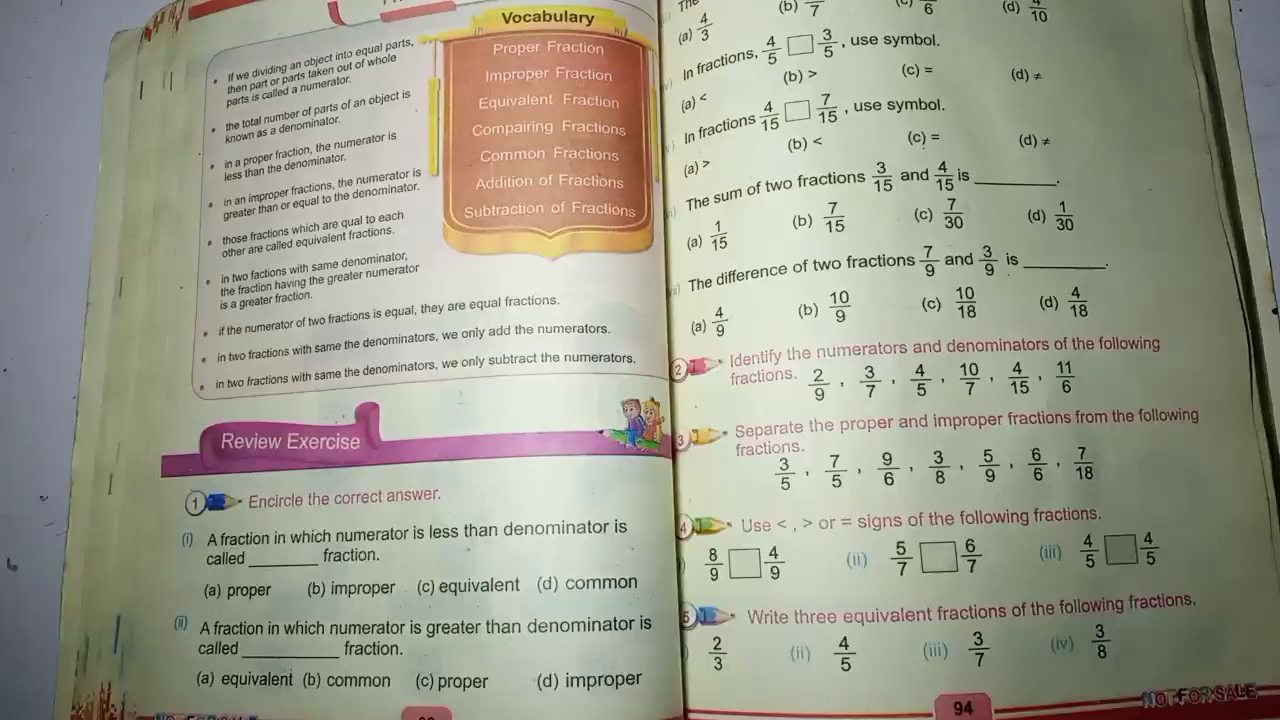 Vocabulary
Proper Fraction
Improper Fraction
Equivalent Fraction
Compairing Fractions
Common Fractions
Addition of Fractions
Subtraction of Fractions
• If we dividing an object into equal parts,
then part or parts taken out of whole
parts is called a numerator.
• the total number of parts of an object is
known as a denominator.
• in a proper fraction, the numerator is
less than the denominator.
• in an improper fractions, the numerator is
greater than or equal to the denominator.
• those fractions which are qual to each
other are called equivalent fractions.
• in two factions with same denominator,
the fraction having the greater numerator
is a greater fraction.
• if the numerator of two fractions is equal, they are equal fractions.
• in two fractions with same the denominators, we only add the numerators.
• in two fractions with same the denominators, we only subtract the numerators.
Review Exercise
1 Encircle the correct answer.
(i) A fraction in which numerator is less than denominator is
called ________ fraction.
(a) proper (b) improper (c) equivalent (d) common
(ii) A fraction in which numerator is greater than denominator is
called ___________ fraction.
(a) equivalent (b) common (c) proper (d) improper
(a) 4/3 (b) /7 (c) /6 (d) 4/10
In fractions, 4/5 □ 3/5, use symbol.
(a) < (b) > (c) = (d) ≠
In fractions 4/15 □ 7/15, use symbol.
(a) > (b) < (c) = (d) ≠
The sum of two fractions 3/15 and 4/15 is _________.
(a) 1/15 (b) 7/15 (c) 7/30 (d) 1/30
The difference of two fractions 7/9 and 3/9 is _________.
(a) 4/9 (b) 10/9 (c) 10/18 (d) 4/18
2 Identify the numerators and denominators of the following
fractions. 2/9, 3/7, 4/5, 10/7, 4/15, 11/6
3 Separate the proper and improper fractions from the following
fractions.
3/5, 7/5, 9/6, 3/8, 5/9, 6/6, 7/18
4 Use <, > or = signs of the following fractions.
8/9 □ 4/9 (ii) 5/7 □ 6/7 (iii) 4/5 □ 4/5
5 Write three equivalent fractions of the following fractions.
2/3 (ii) 4/5 (iii) 3/7 (iv) 3/8
94
NOT FOR SALE